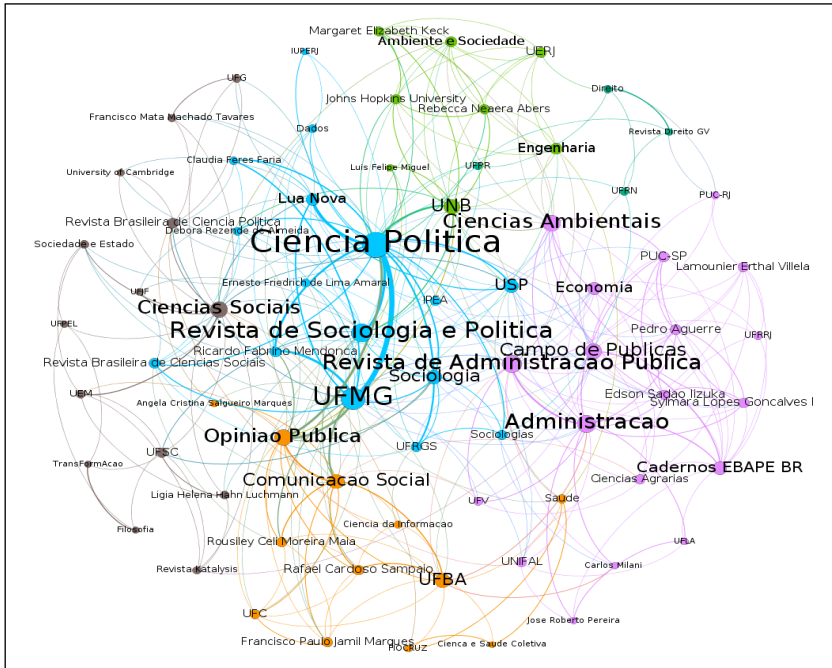 Margaret Elizabeth Keck
Ambiente e Sociedade
IUPERJ
UERJ
UFG
Direito
Johns Hopkins University
Rebecca Neaera Abers
Francisco Mata Machado Tavares
Dados
Revista Direito GV
Engenharia
Claudia Feres Faria
Luis Felipe Miguel
UFPR
University of Cambridge
UFRN
PUC-RJ
Lua Nova
UNB
Revista Brasileira de Ciencia Politica
Ciencias Ambientais
Debora Rezende de Almeida
Ciencia Politica
Sociedade e Estado
PUC-SP
Lamounier Erthal Villela
Ernesto Friedrich de Lima Amaral
USP
Economia
UFJF
IPEA
Ciencias Sociais
UFPEL
Revista de Sociologia e Politica
Pedro Aguerre
UFRRJ
Ricardo Fabrino Mendonca
Campo de Publicas
Revista Brasileira de Ciencias Sociais
Revista de Administracao Publica
Sociologia
UEM
UFMG
Edson Sadao Iizuka
Angela Cristina Salgueiro Marques
Sylmara Lopes Goncalves I
Administracao
Opiniao Publica
Sociologias
UFRGS
UFSC
TransFormAcao
Cadernos EBAPE BR
Comunicacao Social
Ciencias Agrarias
Ligia Helena Hahn Luchmann
UFV
Saude
Ciencia da Informacao
Filosofia
Rousiley Celi Moreira Maia
UFLA
UNIFAL
Revista Katalysis
Rafael Cardoso Sampaio
Carlos Milani
UFBA
UFC
Jose Roberto Pereira
Francisco Paulo Jamil Marques
FIOCRUZ
Cienca e Saude Coletiva